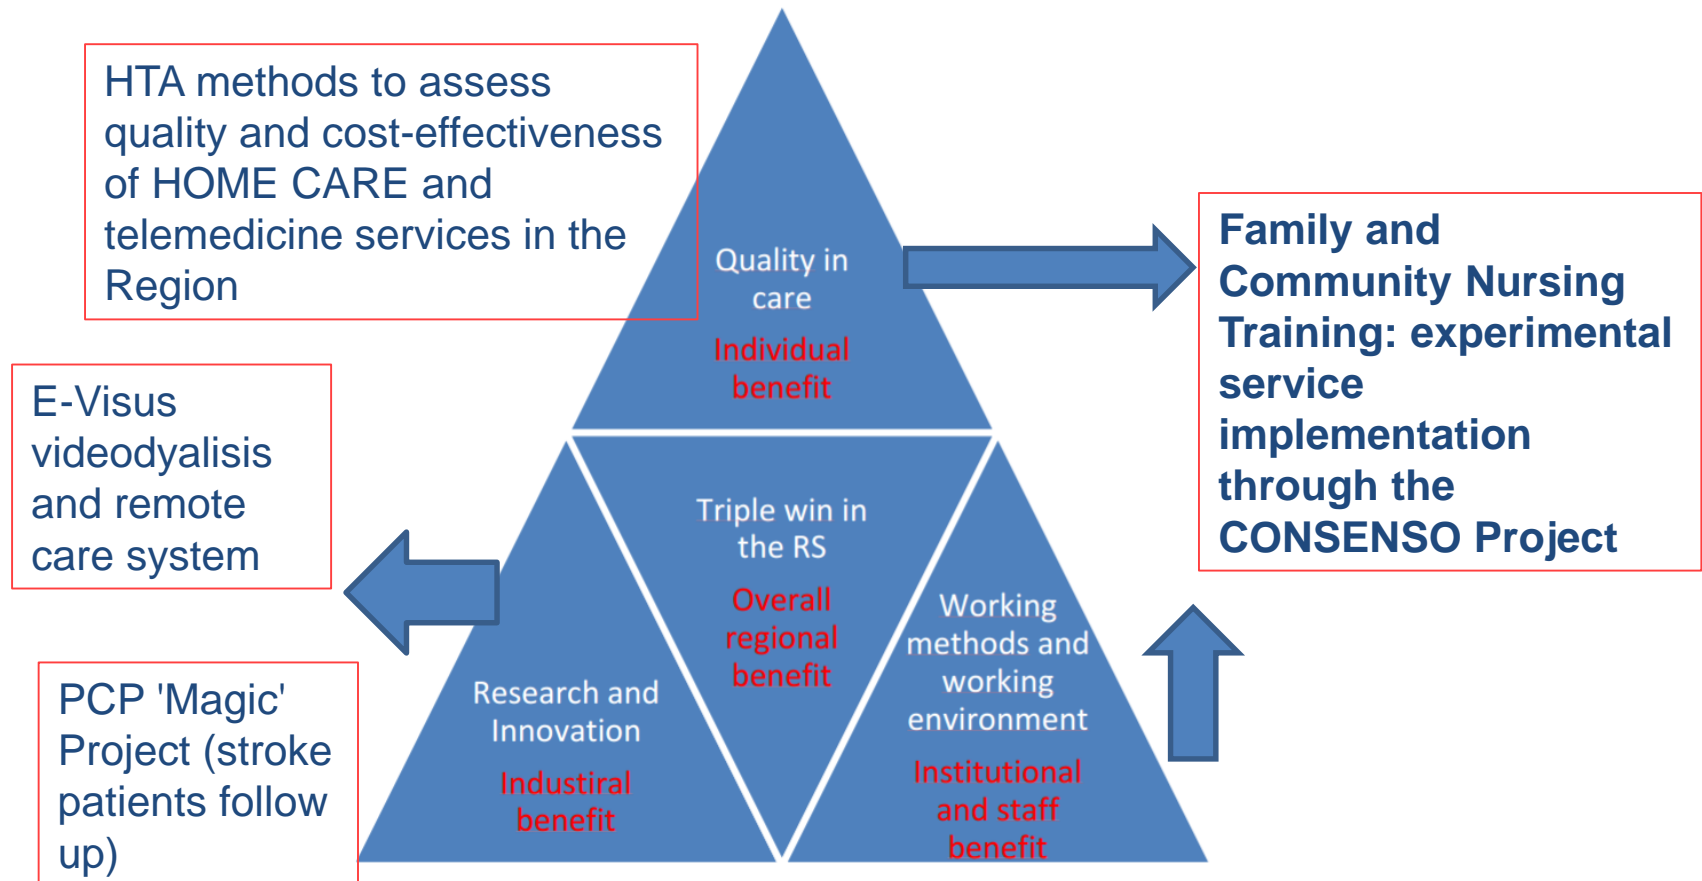 HTA methods to assess
quality and cost-effectiveness
of HOME CARE and
telemedicine services in the
Region
Quality in
care
Individual
benefit
Family and
Community Nursing
Training: experimental
service
implementation
through the
CONSENSO Project
E-Visus
videodyalisis
and remote
care system
PCP 'Magic'
Project (stroke
patients follow
up)
Research and
Innovation
Industiral
benefit
Triple win in
the RS
Overall
regional
benefit
Working
methods and
working
environment
Institutional
and staff
benefit